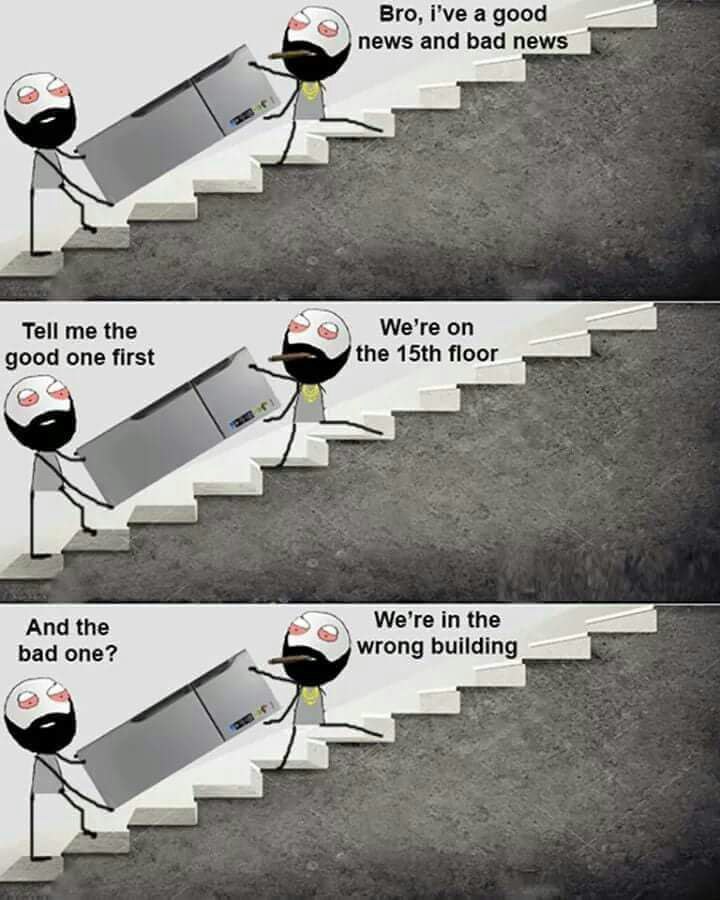 Bro, i've a good
news and bad news
Tell me the
good one first
We're on
the 15th floor
And the
bad one?
We're in the
wrong building